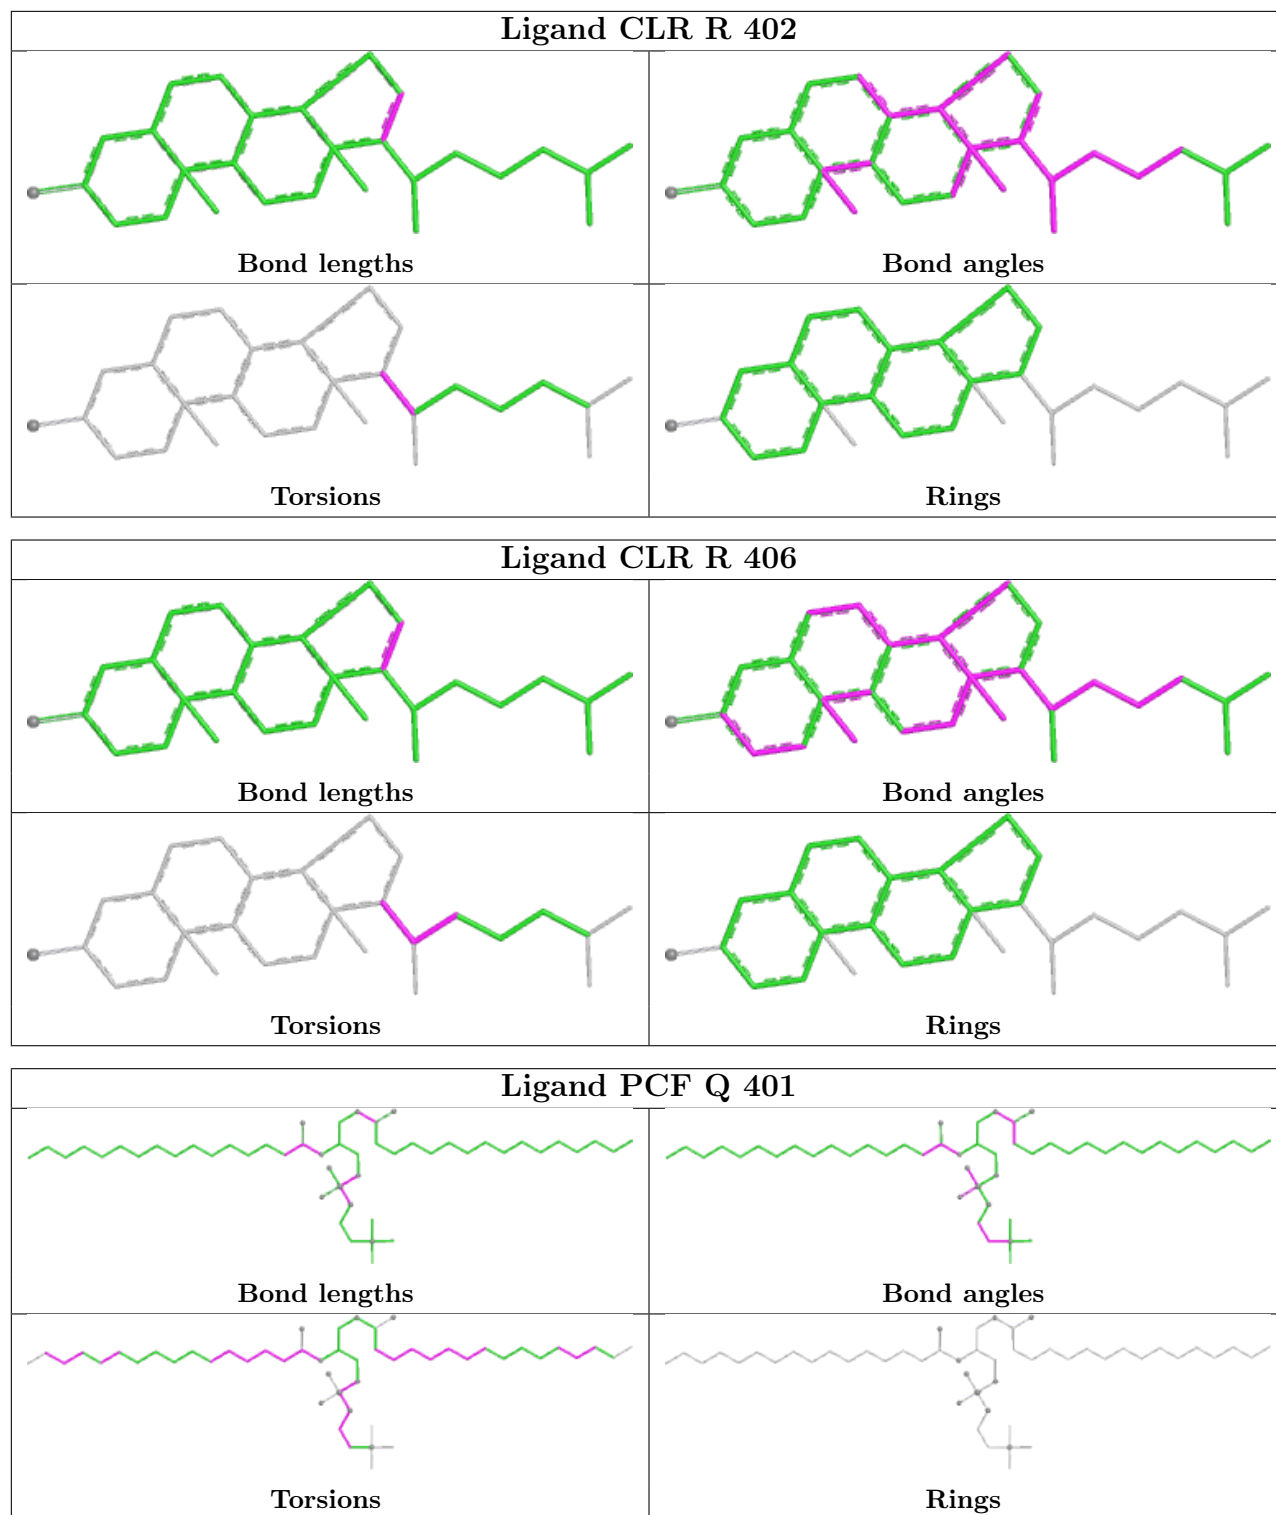 Ligand CLR R 402
Bond lengths
Bond angles
Torsions
Rings
Ligand CLR R 406
Bond lengths
Bond angles
Torsions
Rings
Ligand PCF Q 401
Bond lengths
Bond angles
Torsions
Rings